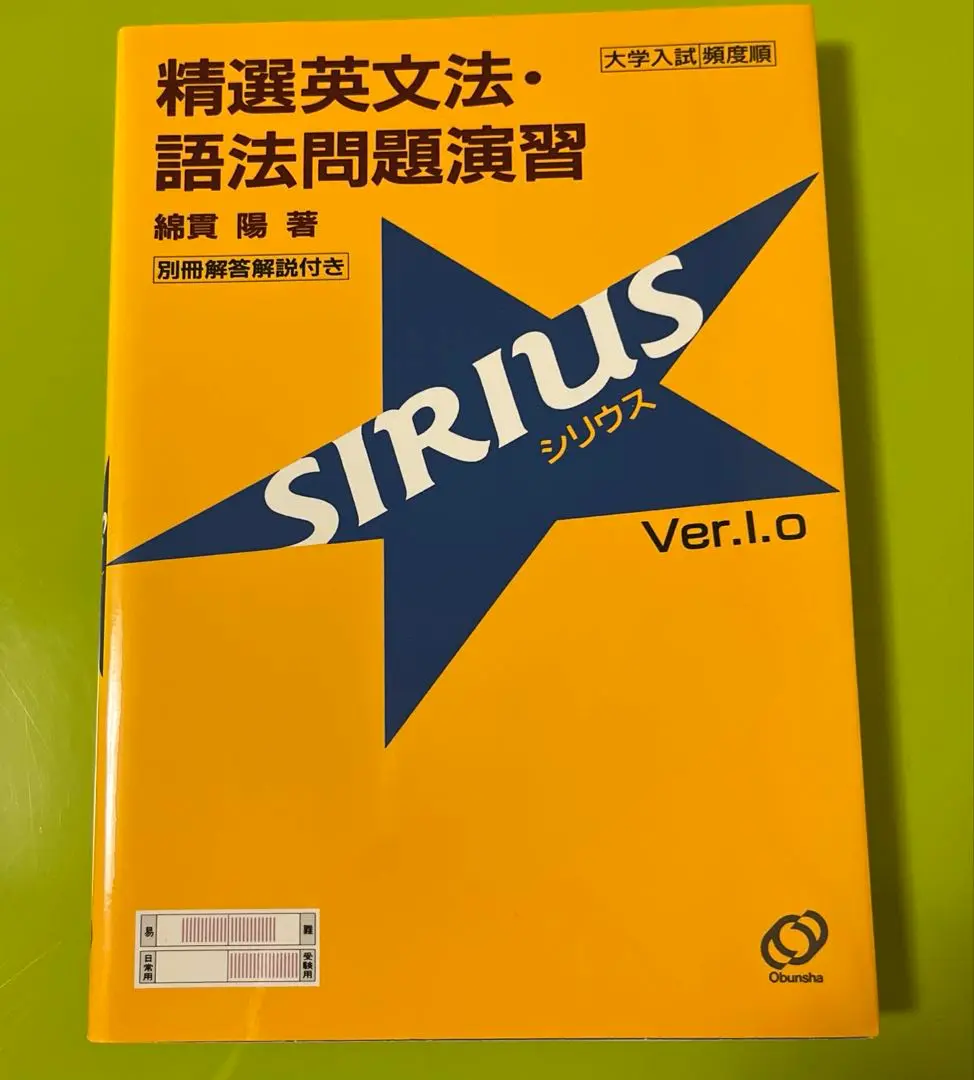 大学入試 頻度順
精選英文法・
語法問題演習
綿貫 陽 著
別冊解答解説付き
SIRIUS
シリウス
Ver.1.0
易 難
日常用 受験用
Obunsha